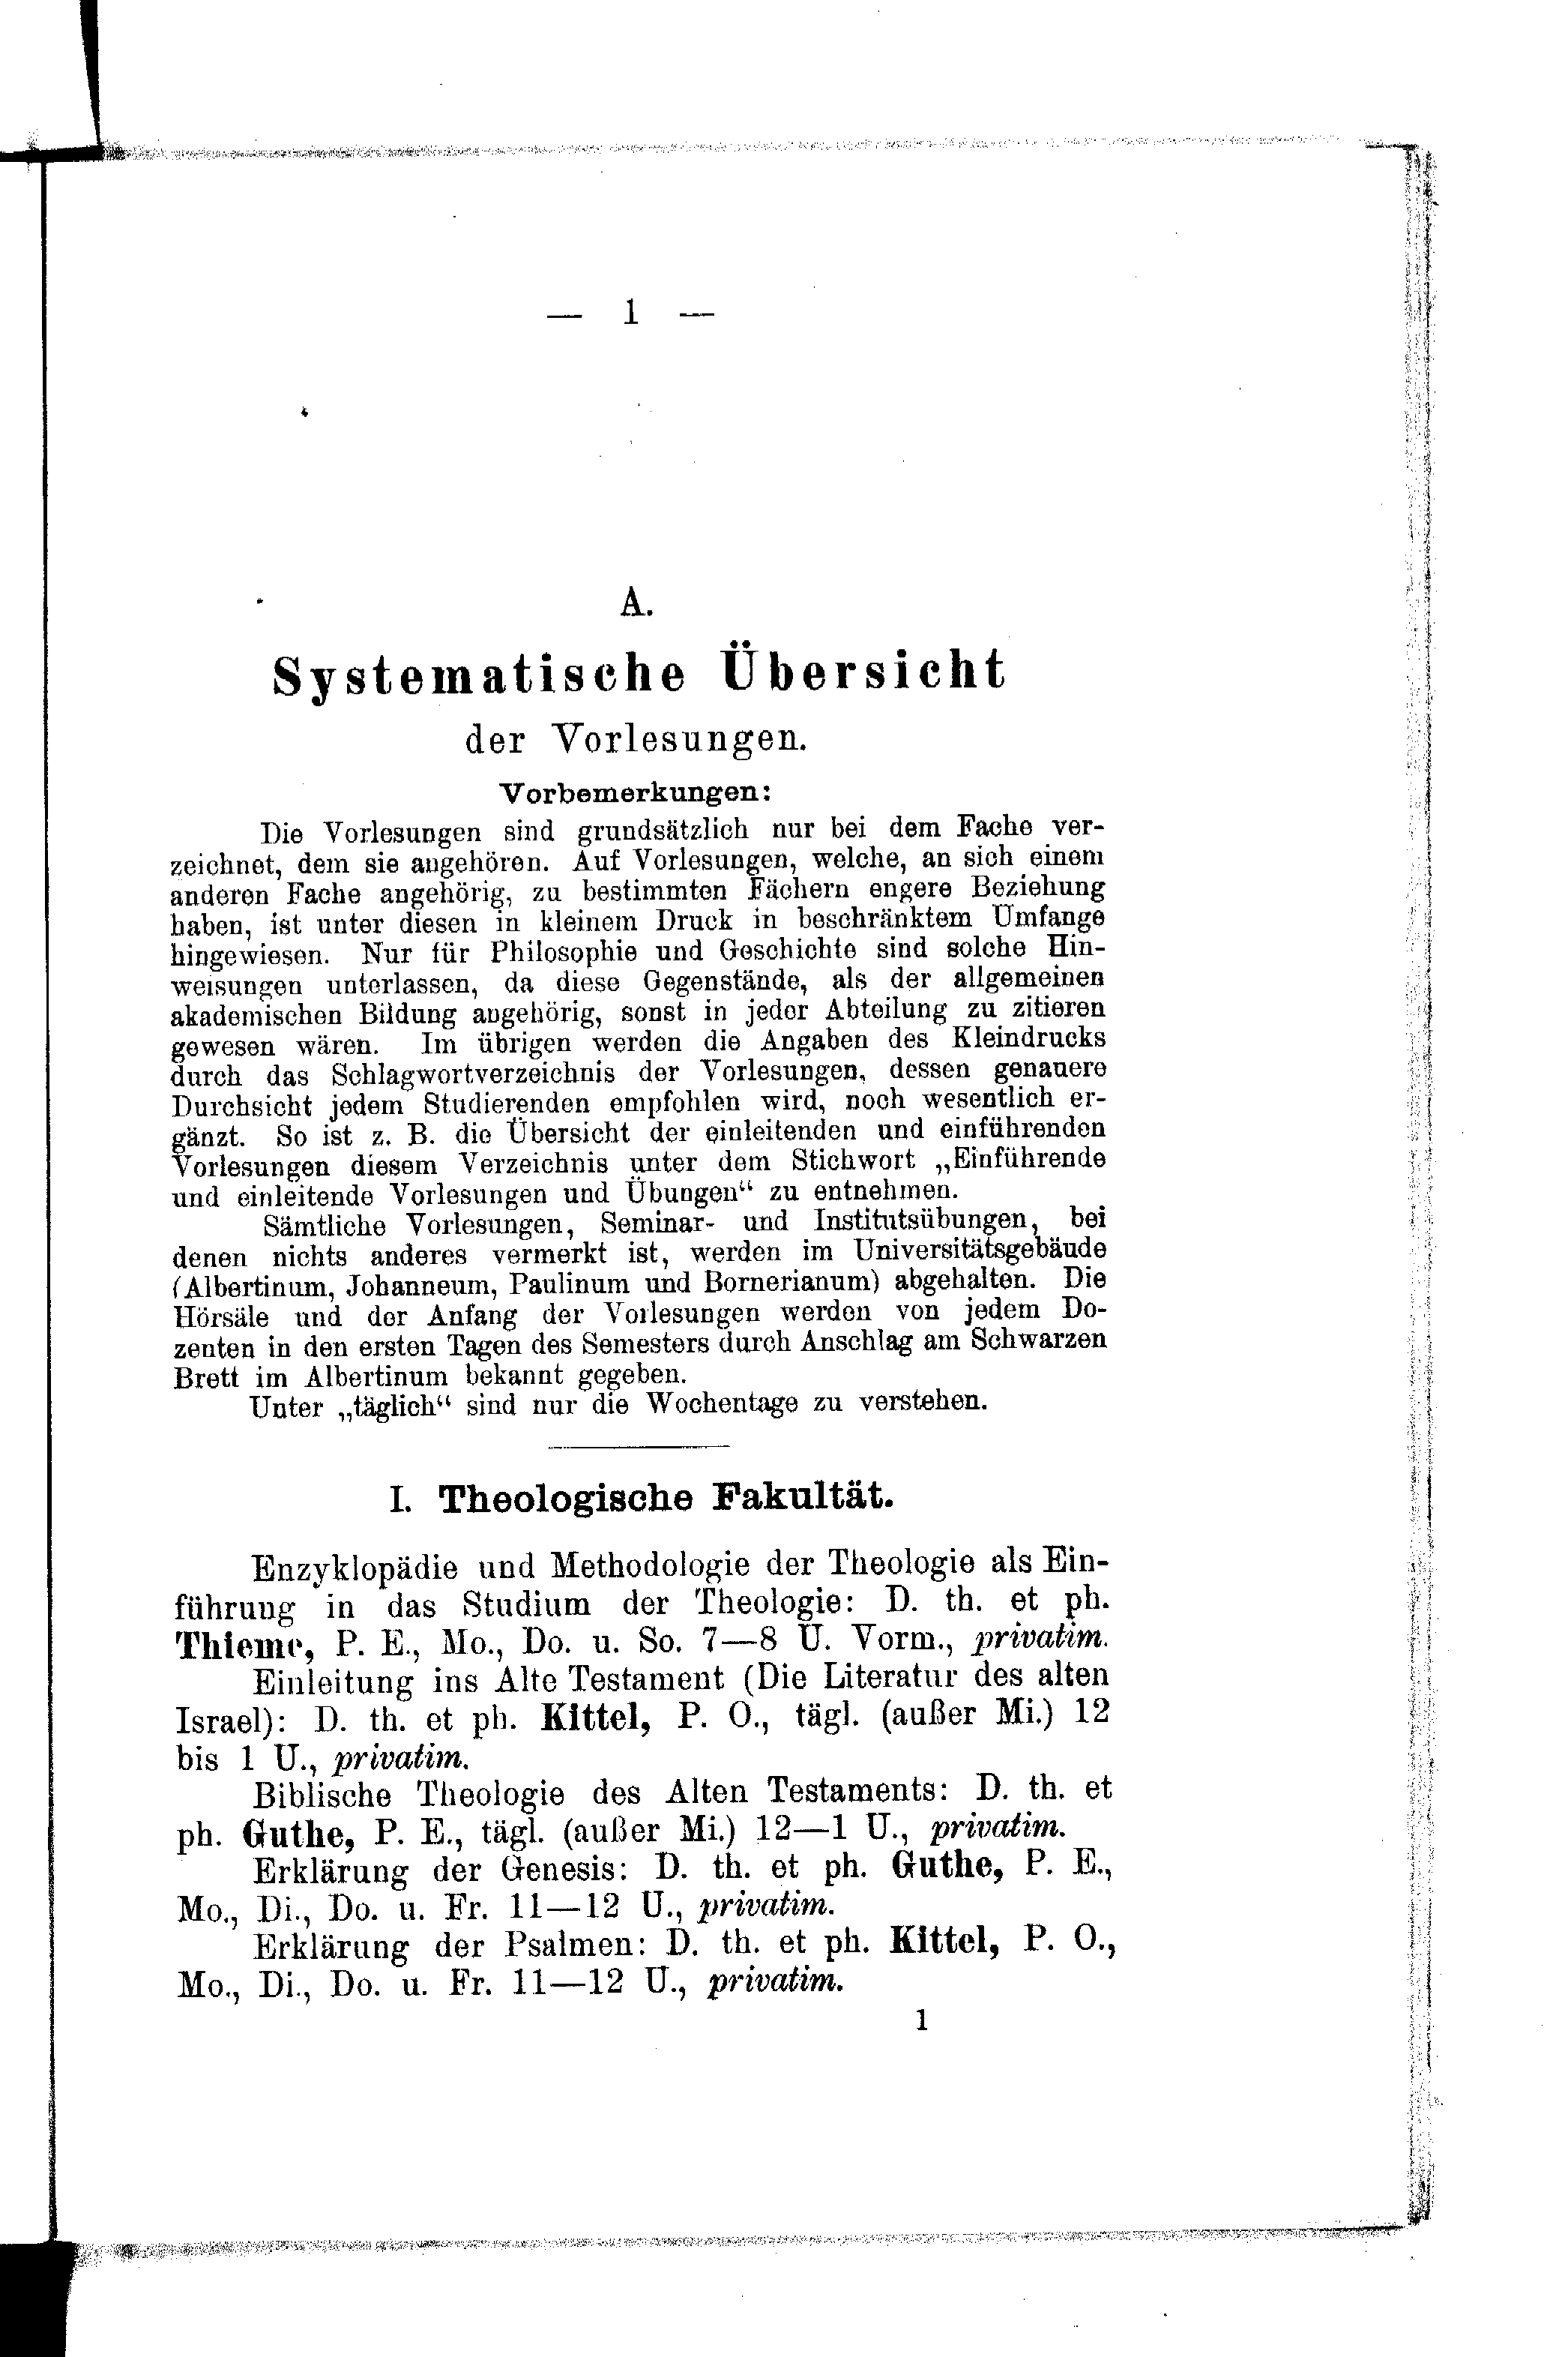 — 1 —
A.
Systematische Übersicht
der Vorlesungen.
Vorbemerkungen:
Die Vorlesungen sind grundsätzlich nur bei dem Fache ver-
zeichnet, dem sie angehören. Auf Vorlesungen, welche, an sich einem
anderen Fache angehörig, zu bestimmten Fächern engere Beziehung
haben, ist unter diesen in kleinem Druck in beschränktem Umfange
hingewiesen. Nur für Philosophie und Geschichte sind solche Hin-
weisungen unterlassen, da diese Gegenstände, als der allgemeinen
akademischen Bildung angehörig, sonst in jeder Abteilung zu zitieren
gewesen wären. Im übrigen werden die Angaben des Kleindrucks
durch das Schlagwortverzeichnis der Vorlesungen, dessen genauere
Durchsicht jedem Studierenden empfohlen wird, noch wesentlich er-
gänzt. So ist z. B. die Übersicht der einleitenden und einführenden
Vorlesungen diesem Verzeichnis unter dem Stichwort „Einführende
und einleitende Vorlesungen und Übungen“ zu entnehmen.
Sämtliche Vorlesungen, Seminar- und Institutsübungen, bei
denen nichts anderes vermerkt ist, werden im Universitätsgebäude
(Albertinum, Johanneum, Paulinum und Bornerianum) abgehalten. Die
Hörsäle und der Anfang der Vorlesungen werden von jedem Do-
zenten in den ersten Tagen des Semesters durch Anschlag am Schwarzen
Brett im Albertinum bekannt gegeben.
Unter „täglich“ sind nur die Wochentage zu verstehen.
I. Theologische Fakultät.
Enzyklopädie und Methodologie der Theologie als Ein-
führung in das Studium der Theologie: D. th. et ph.
Thieme, P. E., Mo., Do. u. So. 7—8 U. Vorm., privatim.
Einleitung ins Alte Testament (Die Literatur des alten
Israel): D. th. et ph. Kittel, P. O., tägl. (außer Mi.) 12
bis 1 U., privatim.
Biblische Theologie des Alten Testaments: D. th. et
ph. Guthe, P. E., tägl. (außer Mi.) 12—1 U., privatim.
Erklärung der Genesis: D. th. et ph. Guthe, P. E.,
Mo., Di., Do. u. Fr. 11—12 U., privatim.
Erklärung der Psalmen: D. th. et ph. Kittel, P. O.,
Mo., Di., Do. u. Fr. 11—12 U., privatim.
1